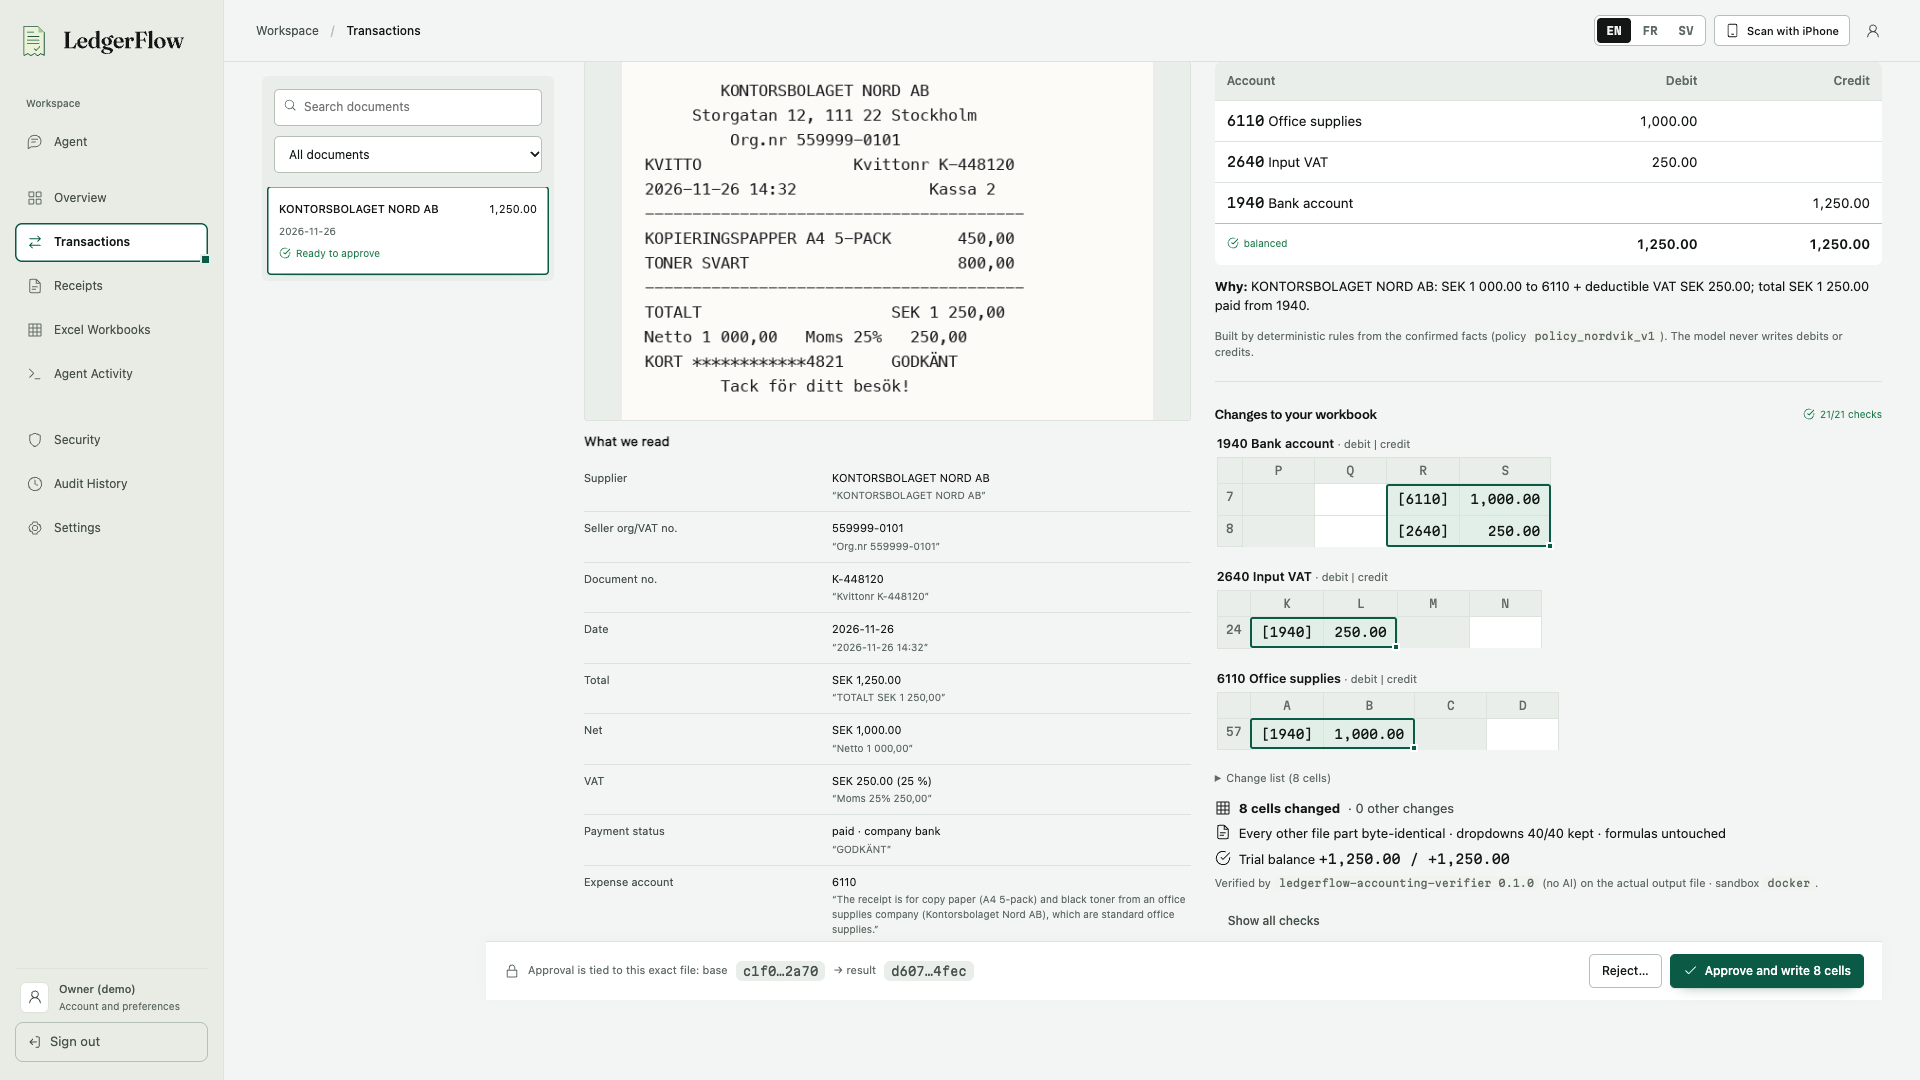 LedgerFlow
Workspace
Agent
Overview
Transactions
Receipts
Excel Workbooks
Agent Activity
Security
Audit History
Settings
Owner (demo)
Account and preferences
Sign out
Workspace / Transactions
EN FR SV
Scan with iPhone
Search documents
All documents
KONTORSBOLAGET NORD AB 1,250.00
2026-11-26
Ready to approve
KONTORSBOLAGET NORD AB
Storgatan 12, 111 22 Stockholm
Org.nr 559999-0101
KVITTO Kvittonr K-448120
2026-11-26 14:32 Kassa 2
----------------------------------------
KOPIERINGSPAPPER A4 5-PACK 450,00
TONER SVART 800,00
----------------------------------------
TOTALT SEK 1 250,00
Netto 1 000,00 Moms 25% 250,00
KORT ************4821 GODKÄNT
Tack för ditt besök!
What we read
Supplier KONTORSBOLAGET NORD AB
“KONTORSBOLAGET NORD AB”
Seller org/VAT no. 559999-0101
“Org.nr 559999-0101”
Document no. K-448120
“Kvittonr K-448120”
Date 2026-11-26
“2026-11-26 14:32”
Total SEK 1,250.00
“TOTALT SEK 1 250,00”
Net SEK 1,000.00
“Netto 1 000,00”
VAT SEK 250.00 (25 %)
“Moms 25% 250,00”
Payment status paid · company bank
“GODKÄNT”
Expense account 6110
“The receipt is for copy paper (A4 5-pack) and black toner from an office
supplies company (Kontorsbolaget Nord AB), which are standard office
supplies.”
Account Debit Credit
6110 Office supplies 1,000.00
2640 Input VAT 250.00
1940 Bank account 1,250.00
balanced 1,250.00 1,250.00
Why: KONTORSBOLAGET NORD AB: SEK 1 000.00 to 6110 + deductible VAT SEK 250.00; total SEK 1 250.00
paid from 1940.
Built by deterministic rules from the confirmed facts (policy policy_nordvik_v1 ). The model never writes debits or
credits.
Changes to your workbook 21/21 checks
1940 Bank account · debit | credit
P Q R S
7 [6110] 1,000.00
8 [2640] 250.00
2640 Input VAT · debit | credit
K L M N
24 [1940] 250.00
6110 Office supplies · debit | credit
A B C D
57 [1940] 1,000.00
▶ Change list (8 cells)
8 cells changed · 0 other changes
Every other file part byte-identical · dropdowns 40/40 kept · formulas untouched
Trial balance +1,250.00 / +1,250.00
Verified by ledgerflow-accounting-verifier 0.1.0 (no AI) on the actual output file · sandbox docker .
Show all checks
Approval is tied to this exact file: base c1f0…2a70 → result d607…4fec
Reject…
Approve and write 8 cells